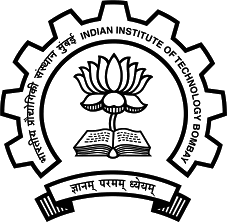 भारतीय प्रौद्योगिकी संस्थान मुंबई INDIAN INSTITUTE OF TECHNOLOGY BOMBAY
ज्ञानम् परमम् ध्येयम्